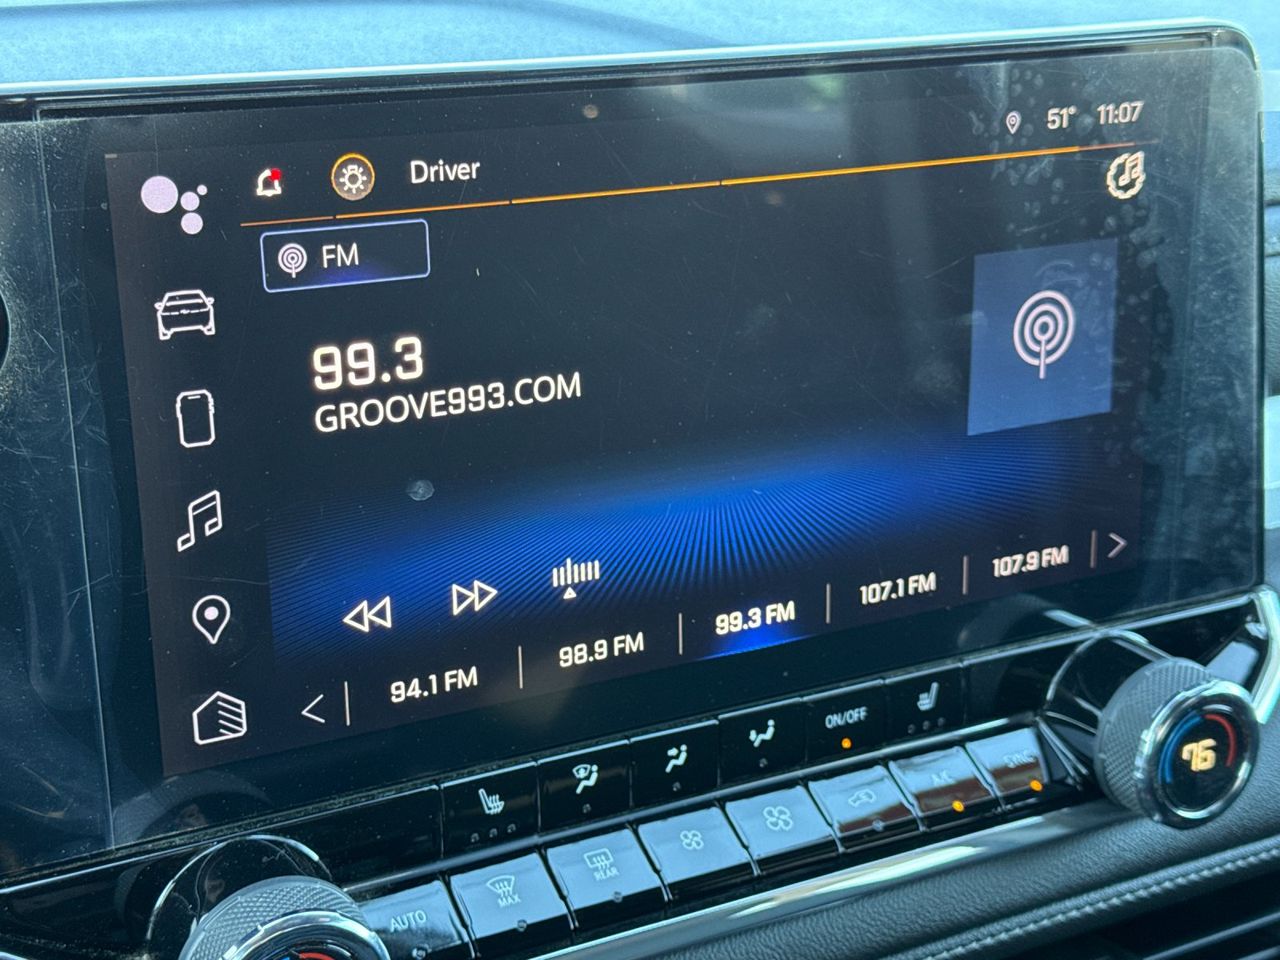 51° 11:07
Driver
FM
99.3
GROOVE993.COM
94.1 FM
98.9 FM
99.3 FM
107.1 FM
107.9 FM
ON/OFF
76
AUTO
MAX
REAR
A/C
SYNC